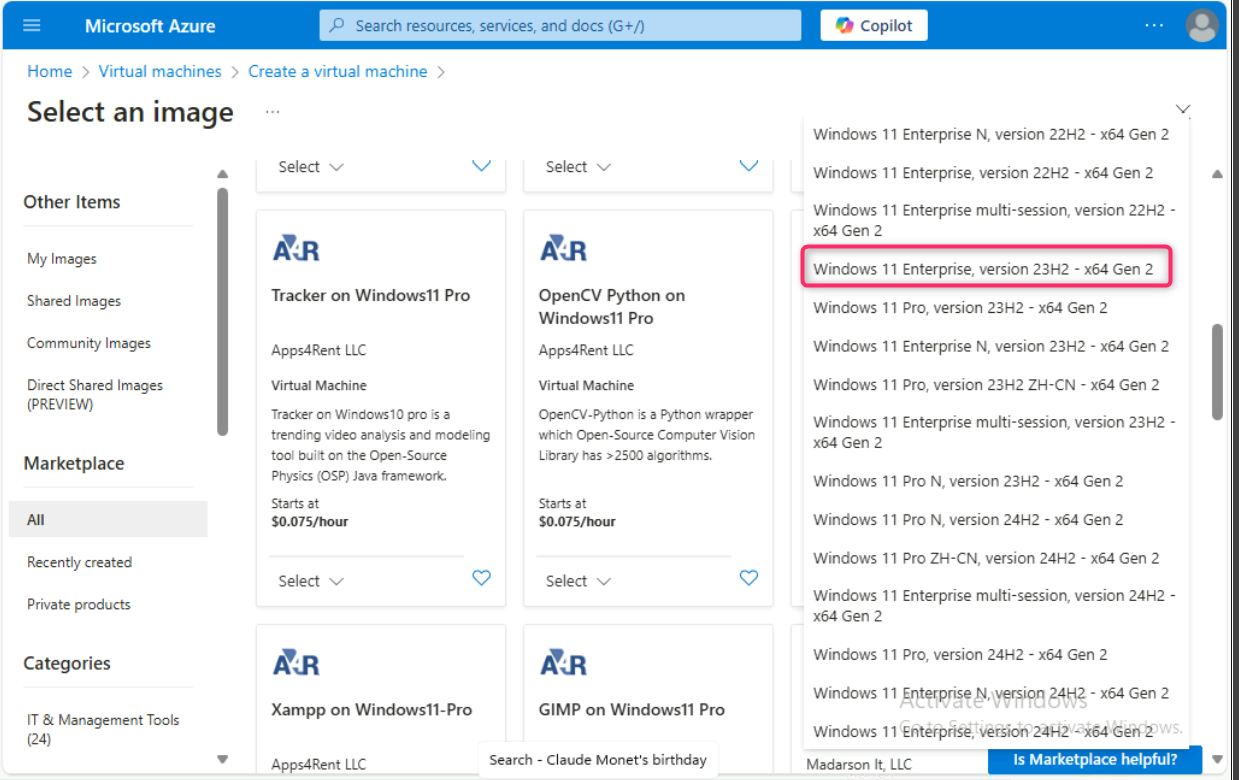 Microsoft Azure
Search resources, services, and docs (G+/)
Copilot
...
Home > Virtual machines > Create a virtual machine >
Select an image ...
Other Items
My Images
Shared Images
Community Images
Direct Shared Images
(PREVIEW)
Marketplace
All
Recently created
Private products
Categories
IT & Management Tools
(24)
Select
Select
A4R
Tracker on Windows11 Pro
Apps4Rent LLC
Virtual Machine
Tracker on Windows10 pro is a
trending video analysis and modeling
tool built on the Open-Source
Physics (OSP) Java framework.
Starts at
$0.075/hour
Select
A4R
OpenCV Python on
Windows11 Pro
Apps4Rent LLC
Virtual Machine
OpenCV-Python is a Python wrapper
which Open-Source Computer Vision
Library has >2500 algorithms.
Starts at
$0.075/hour
Select
A4R
Xampp on Windows11-Pro
Apps4Rent LLC
A4R
GIMP on Windows11 Pro
Search - Claude Monet's birthday
Windows 11 Enterprise N, version 22H2 - x64 Gen 2
Windows 11 Enterprise, version 22H2 - x64 Gen 2
Windows 11 Enterprise multi-session, version 22H2 -
x64 Gen 2
Windows 11 Enterprise, version 23H2 - x64 Gen 2
Windows 11 Pro, version 23H2 - x64 Gen 2
Windows 11 Enterprise N, version 23H2 - x64 Gen 2
Windows 11 Pro, version 23H2 ZH-CN - x64 Gen 2
Windows 11 Enterprise multi-session, version 23H2 -
x64 Gen 2
Windows 11 Pro N, version 23H2 - x64 Gen 2
Windows 11 Pro N, version 24H2 - x64 Gen 2
Windows 11 Pro ZH-CN, version 24H2 - x64 Gen 2
Windows 11 Enterprise multi-session, version 24H2 -
x64 Gen 2
Windows 11 Pro, version 24H2 - x64 Gen 2
Windows 11 Enterprise N, version 24H2 - x64 Gen 2
Windows 11 Enterprise, version 24H2 - x64 Gen 2
Activate Windows
Go to Settings to activate Windows.
Madarson It, LLC
Is Marketplace helpful?